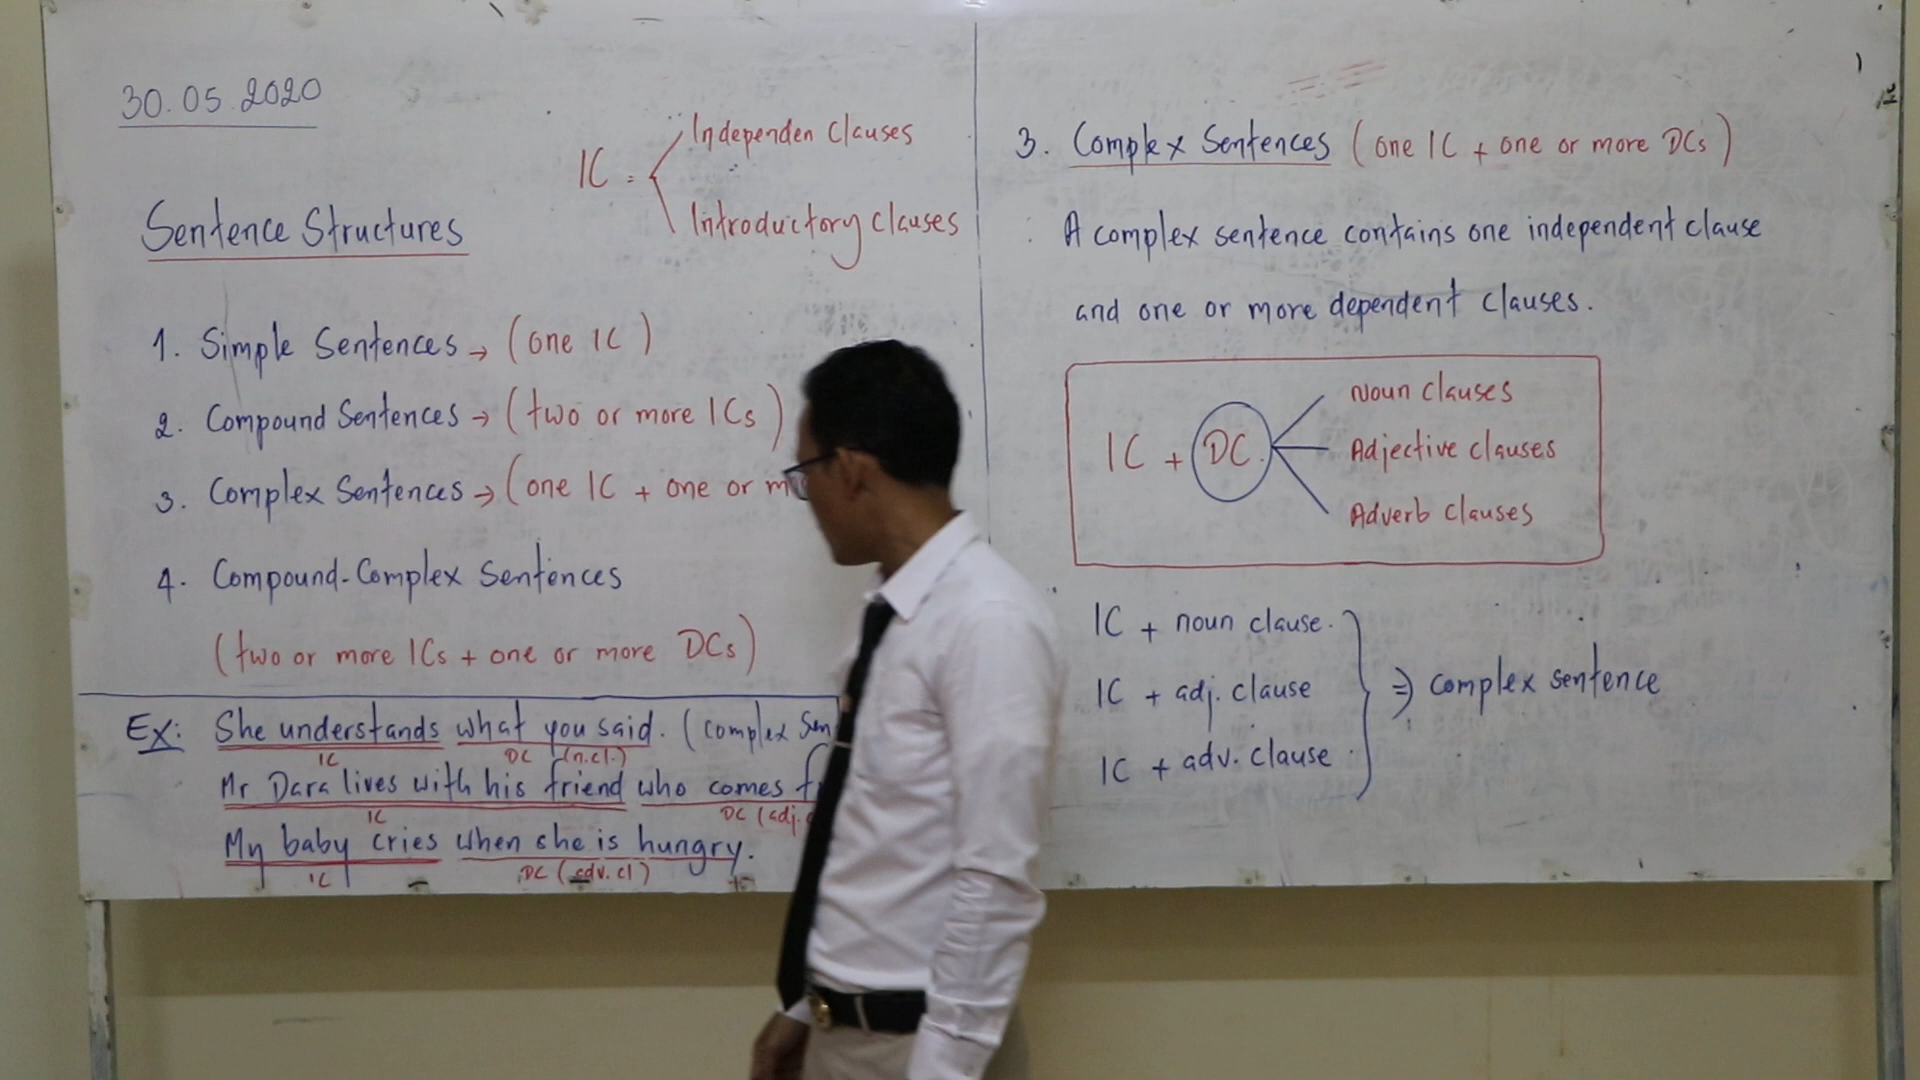 30.05.2020
IC = Independen Clauses
Introductory Clauses
Sentence Structures
1. Simple Sentences → (one IC)
2. Compound Sentences → (two or more ICs)
3. Complex Sentences → (one IC + one or
4. Compound-Complex Sentences
(two or more ICs + one or more DCs)
Ex: She understands what you said. (complex
IC DC (n.cl.)
Mr Dara lives with his friend who comes
IC DC (adj.
My baby cries when she is hungry.
IC DC (adv. cl)
3. Complex Sentences (one IC + one or more DCs)
A complex sentence contains one independent clause
and one or more dependent clauses.
Noun clauses
IC + DC Adjective clauses
Adverb clauses
IC + noun clause.
IC + adj. clause ⇒ complex sentence
IC + adv. clause